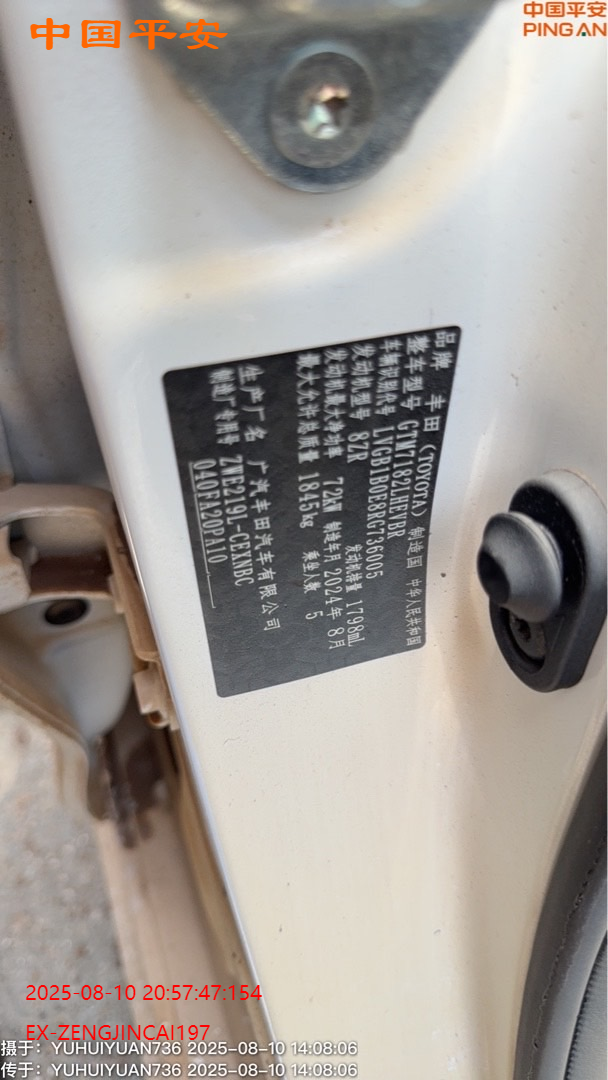 中国平安
中国平安
PING AN
品牌 丰田 (TOYOTA) 制造国 中华人民共和国
整车型号 GTM7182LHEVBR
车辆识别代号 LVGB1B0E8RG736005
发动机型号 8ZR 发动机排量 1798mL
发动机最大净功率 72kW 制造年月 2024年8月
最大允许总质量 1845kg 乘坐人数 5
生产厂名 广汽丰田汽车有限公司
制造厂专用号 ZWE219L-CEXNBC
040FA20PA10
2025-08-10 20:57:47:154
EX-ZENGJINCAI197
摄于: YUHUIYUAN736 2025-08-10 14:08:06
传于: YUHUIYUAN736 2025-08-10 14:08:06